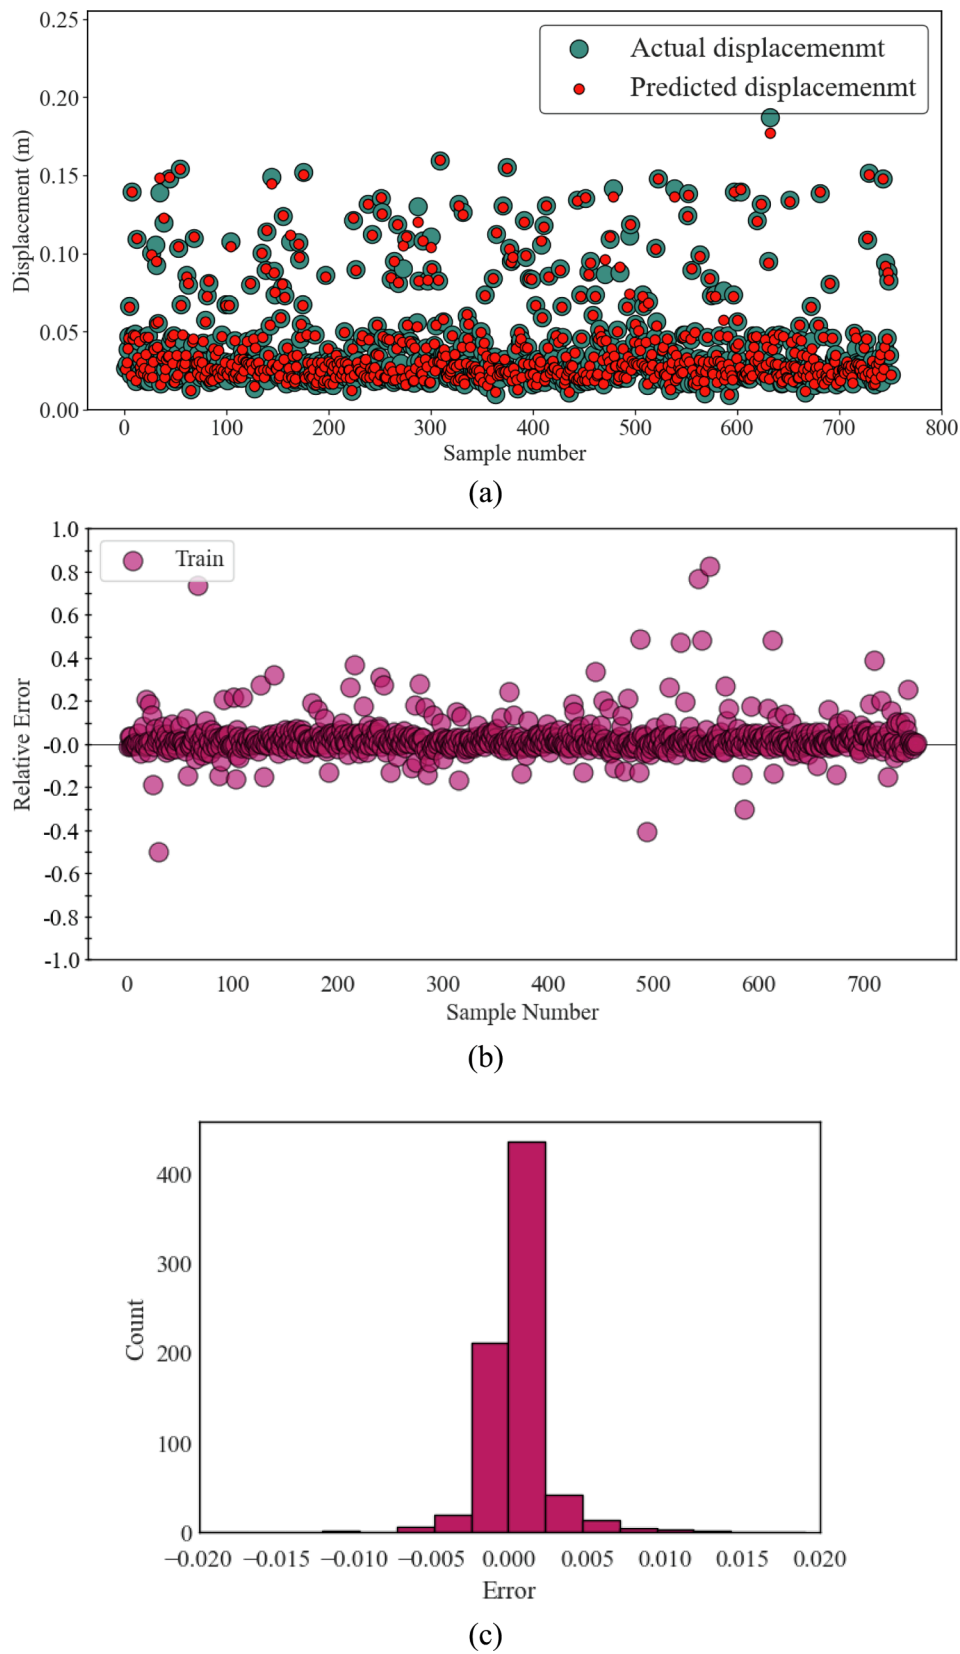 0.25
0.20
0.15
0.10
0.05
0.00
Displacement (m)
Actual displacemenmt
Predicted displacemenmt
0 100 200 300 400 500 600 700 800
Sample number
(a)
1.0
0.8
0.6
0.4
0.2
-0.0
-0.2
-0.4
-0.6
-0.8
-1.0
Relative Error
Train
0 100 200 300 400 500 600 700
Sample Number
(b)
400
300
200
100
0
Count
−0.020 −0.015 −0.010 −0.005 0.000 0.005 0.010 0.015 0.020
Error
(c)